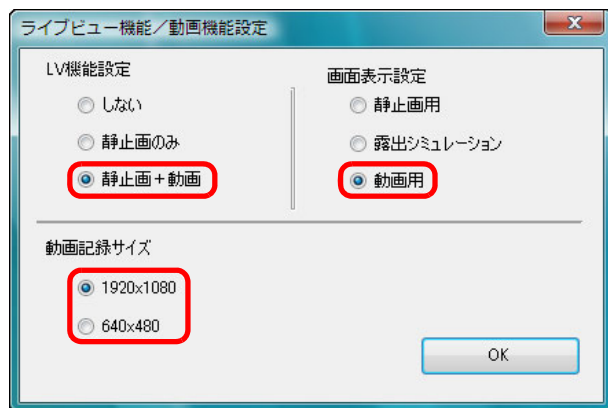 ライブビュー機能／動画機能設定
LV機能設定
しない
静止画のみ
静止画+動画
画面表示設定
静止画用
露出シミュレーション
動画用
動画記録サイズ
1920x1080
640x480
OK